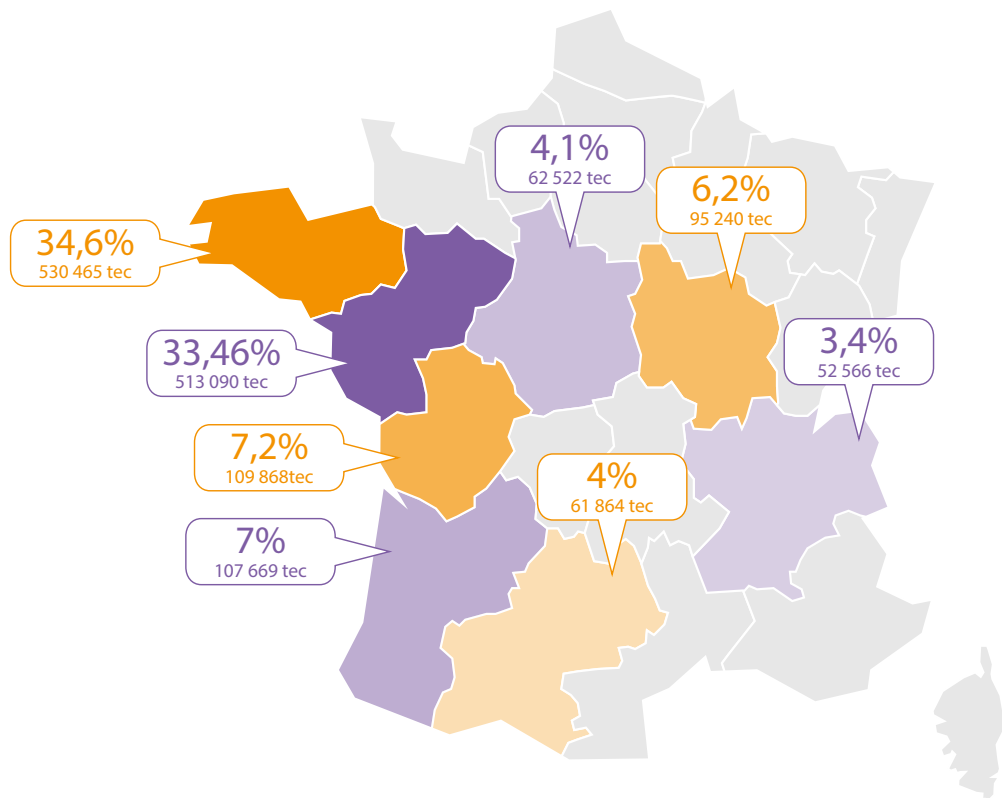 4,1%
62 522 tec
6,2%
95 240 tec
34,6%
530 465 tec
33,46%
513 090 tec
3,4%
52 566 tec
7,2%
109 868tec
4%
61 864 tec
7%
107 669 tec